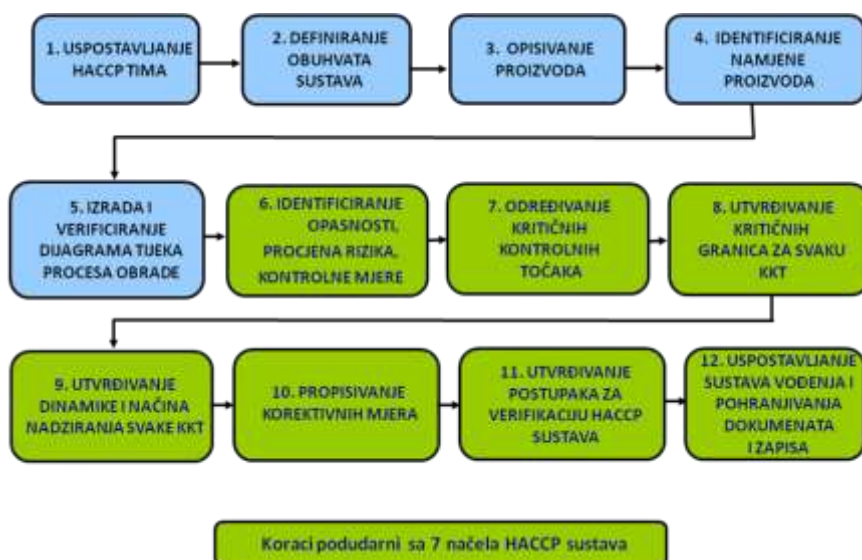 1. USPOSTAVLJANJE
HACCP TIMA
2. DEFINIRANJE
OBUHVATA
SUSTAVA
3. OPISIVANJE
PROIZVODA
4. IDENTIFICIRANJE
NAMJENE
PROIZVODA
5. IZRADA I
VERIFICIRANJE
DIJAGRAMA TIJEKA
PROCESA OBRADE
6. IDENTIFICIRANJE
OPASNOSTI,
PROCJENA RIZIKA,
KONTROLNE MJERE
7. ODREĐIVANJE
KRITIČNIH
KONTROLNIH
TOČAKA
8. UTVRĐIVANJE
KRITIČNIH
GRANICA ZA SVAKU
KKT
9. UTVRĐIVANJE
DINAMIKE I NAČINA
NADZIRANJA SVAKE KKT
10. PROPISIVANJE
KOREKTIVNIH MJERA
11. UTVRĐIVANJE
POSTUPAKA ZA
VERIFIKACIJU HACCP
SUSTAVA
12. USPOSTAVLJANJE
SUSTAVA VOĐENJA I
POHRANJIVANJA
DOKUMENATA
I ZAPISA
Koraci podudarni sa 7 načela HACCP sustava